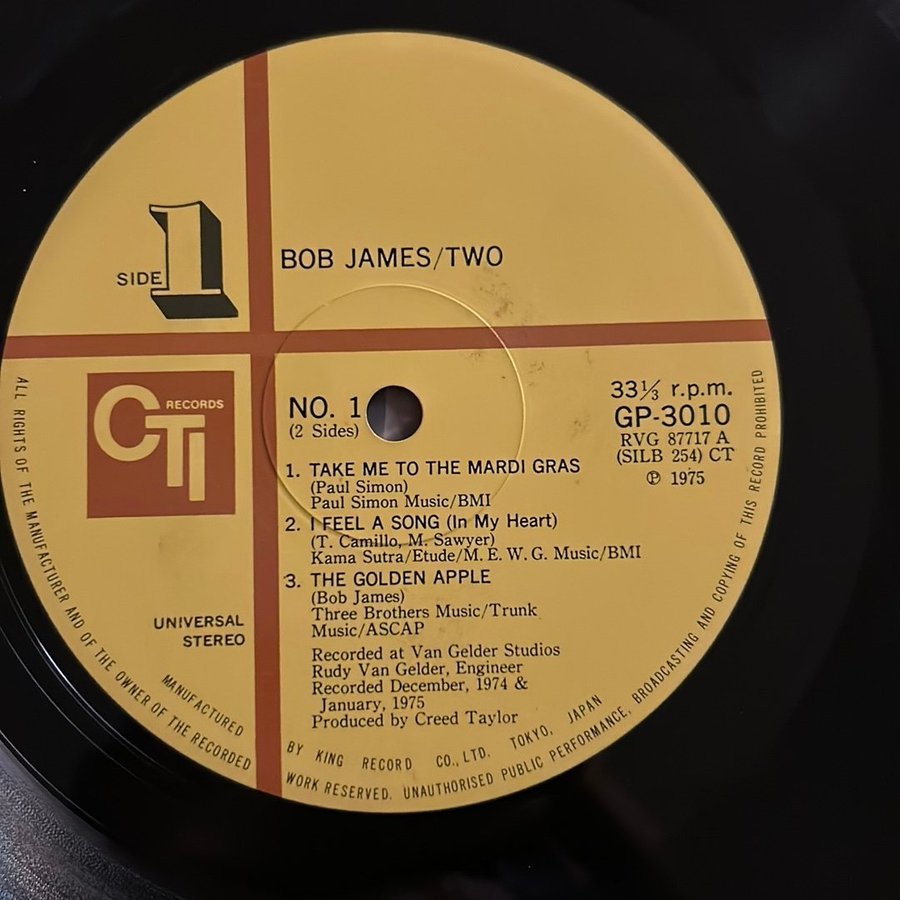 SIDE 1
BOB JAMES/TWO
CTI RECORDS
NO. 1
(2 Sides)
33⅓ r.p.m.
GP-3010
RVG 87717 A
(SILB 254) CT
℗ 1975
1. TAKE ME TO THE MARDI GRAS
(Paul Simon)
Paul Simon Music/BMI
2. I FEEL A SONG (In My Heart)
(T. Camillo, M. Sawyer)
Kama Sutra/Etude/M. E. W. G. Music/BMI
3. THE GOLDEN APPLE
(Bob James)
Three Brothers Music/Trunk
Music/ASCAP
Recorded at Van Gelder Studios
Rudy Van Gelder, Engineer
Recorded December, 1974 &
January, 1975
Produced by Creed Taylor
UNIVERSAL
STEREO
MANUFACTURED BY KING RECORD CO., LTD. TOKYO, JAPAN
ALL RIGHTS OF THE MANUFACTURER AND OF THE OWNER OF THE RECORDED WORK RESERVED. UNAUTHORISED PUBLIC PERFORMANCE, BROADCASTING AND COPYING OF THIS RECORD PROHIBITED